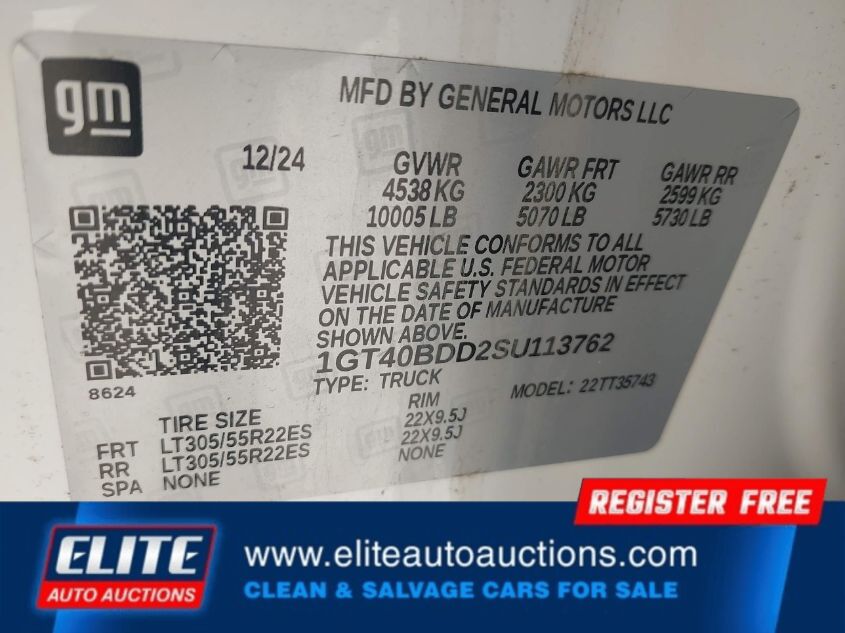 gm
MFD BY GENERAL MOTORS LLC
12/24
GVWR GAWR FRT GAWR RR
4538 KG 2300 KG 2599 KG
10005 LB 5070 LB 5730 LB
THIS VEHICLE CONFORMS TO ALL
APPLICABLE U.S. FEDERAL MOTOR
VEHICLE SAFETY STANDARDS IN EFFECT
ON THE DATE OF MANUFACTURE
SHOWN ABOVE.
1GT40BDD2SU113762
TYPE: TRUCK MODEL: 22TT35743
8624
TIRE SIZE RIM
FRT LT305/55R22ES 22X9.5J
RR LT305/55R22ES 22X9.5J
SPA NONE NONE
REGISTER FREE
ELITE
AUTO AUCTIONS
www.eliteautoauctions.com
CLEAN & SALVAGE CARS FOR SALE